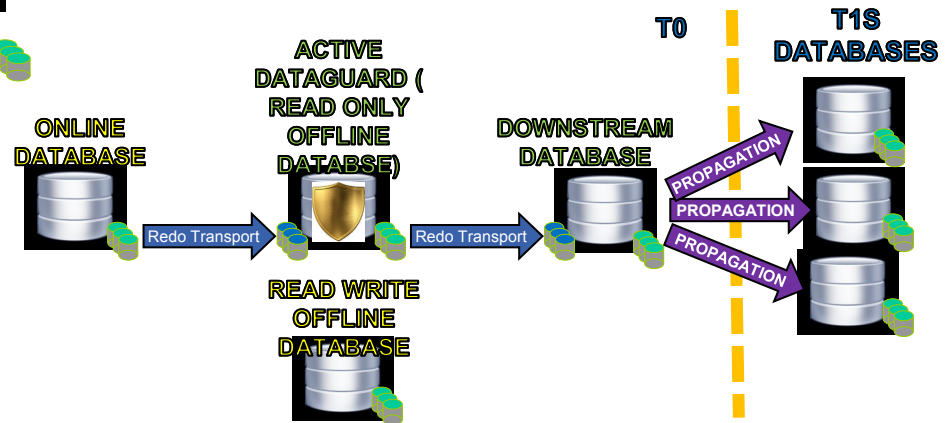 T0
T1S
DATABASES
ACTIVE
DATAGUARD (
READ ONLY
OFFLINE
DATABSE)
ONLINE
DATABASE
DOWNSTREAM
DATABASE
Redo Transport
Redo Transport
PROPAGATION
PROPAGATION
PROPAGATION
READ WRITE
OFFLINE
DATABASE